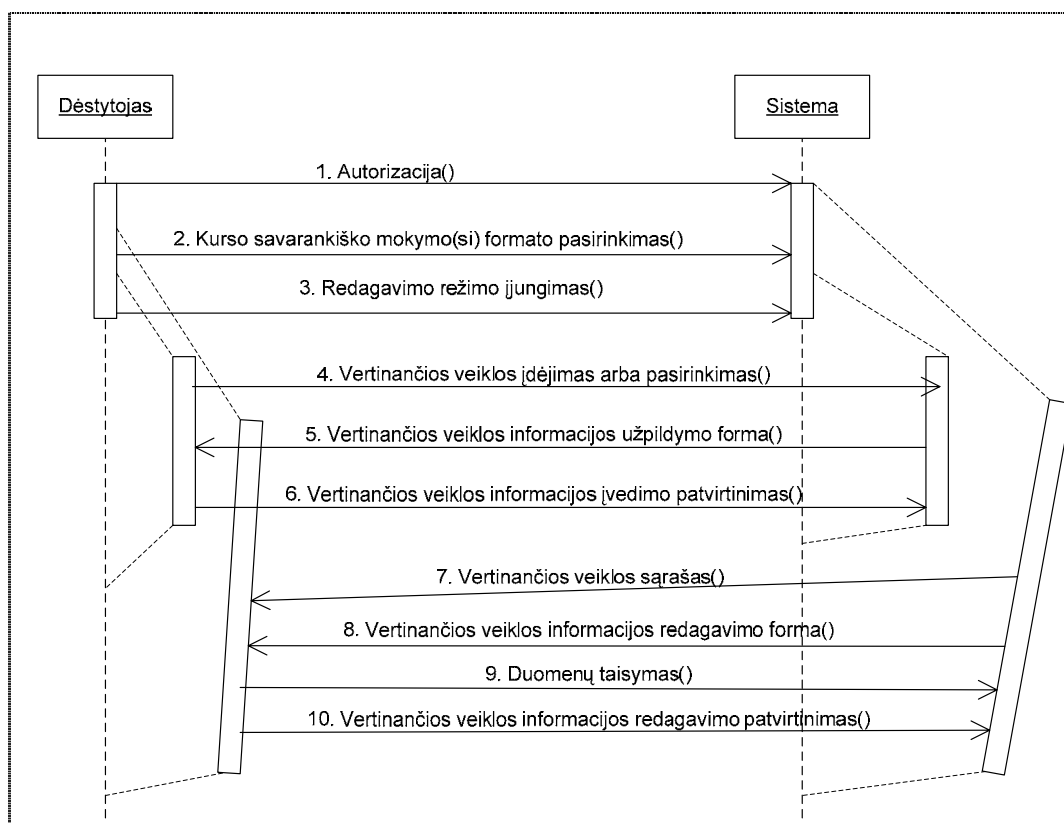 Dėstytojas
Sistema
1. Autorizacija()
2. Kurso savarankiško mokymo(si) formato pasirinkimas()
3. Redagavimo režimo įjungimas()
4. Vertinančios veiklos įdėjimas arba pasirinkimas()
5. Vertinančios veiklos informacijos užpildymo forma()
6. Vertinančios veiklos informacijos įvedimo patvirtinimas()
7. Vertinančios veiklos sąrašas()
8. Vertinančios veiklos informacijos redagavimo forma()
9. Duomenų taisymas()
10. Vertinančios veiklos informacijos redagavimo patvirtinimas()